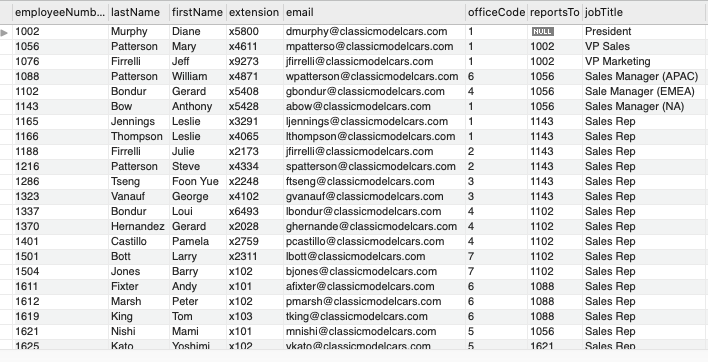 employeeNumb... lastName firstName extension email officeCode reportsTo jobTitle
1002 Murphy Diane x5800 dmurphy@classicmodelcars.com 1 NULL President
1056 Patterson Mary x4611 mpatterso@classicmodelcars.com 1 1002 VP Sales
1076 Firrelli Jeff x9273 jfirrelli@classicmodelcars.com 1 1002 VP Marketing
1088 Patterson William x4871 wpatterson@classicmodelcars.com 6 1056 Sales Manager (APAC)
1102 Bondur Gerard x5408 gbondur@classicmodelcars.com 4 1056 Sale Manager (EMEA)
1143 Bow Anthony x5428 abow@classicmodelcars.com 1 1056 Sales Manager (NA)
1165 Jennings Leslie x3291 ljennings@classicmodelcars.com 1 1143 Sales Rep
1166 Thompson Leslie x4065 lthompson@classicmodelcars.com 1 1143 Sales Rep
1188 Firrelli Julie x2173 jfirrelli@classicmodelcars.com 2 1143 Sales Rep
1216 Patterson Steve x4334 spatterson@classicmodelcars.com 2 1143 Sales Rep
1286 Tseng Foon Yue x2248 ftseng@classicmodelcars.com 3 1143 Sales Rep
1323 Vanauf George x4102 gvanauf@classicmodelcars.com 3 1143 Sales Rep
1337 Bondur Loui x6493 lbondur@classicmodelcars.com 4 1102 Sales Rep
1370 Hernandez Gerard x2028 ghernande@classicmodelcars.com 4 1102 Sales Rep
1401 Castillo Pamela x2759 pcastillo@classicmodelcars.com 4 1102 Sales Rep
1501 Bott Larry x2311 lbott@classicmodelcars.com 7 1102 Sales Rep
1504 Jones Barry x102 bjones@classicmodelcars.com 7 1102 Sales Rep
1611 Fixter Andy x101 afixter@classicmodelcars.com 6 1088 Sales Rep
1612 Marsh Peter x102 pmarsh@classicmodelcars.com 6 1088 Sales Rep
1619 King Tom x103 tking@classicmodelcars.com 6 1088 Sales Rep
1621 Nishi Mami x101 mnishi@classicmodelcars.com 5 1056 Sales Rep
1625 Kato Yoshimi x102 ykato@classicmodelcars.com 5 1621 Sales Rep